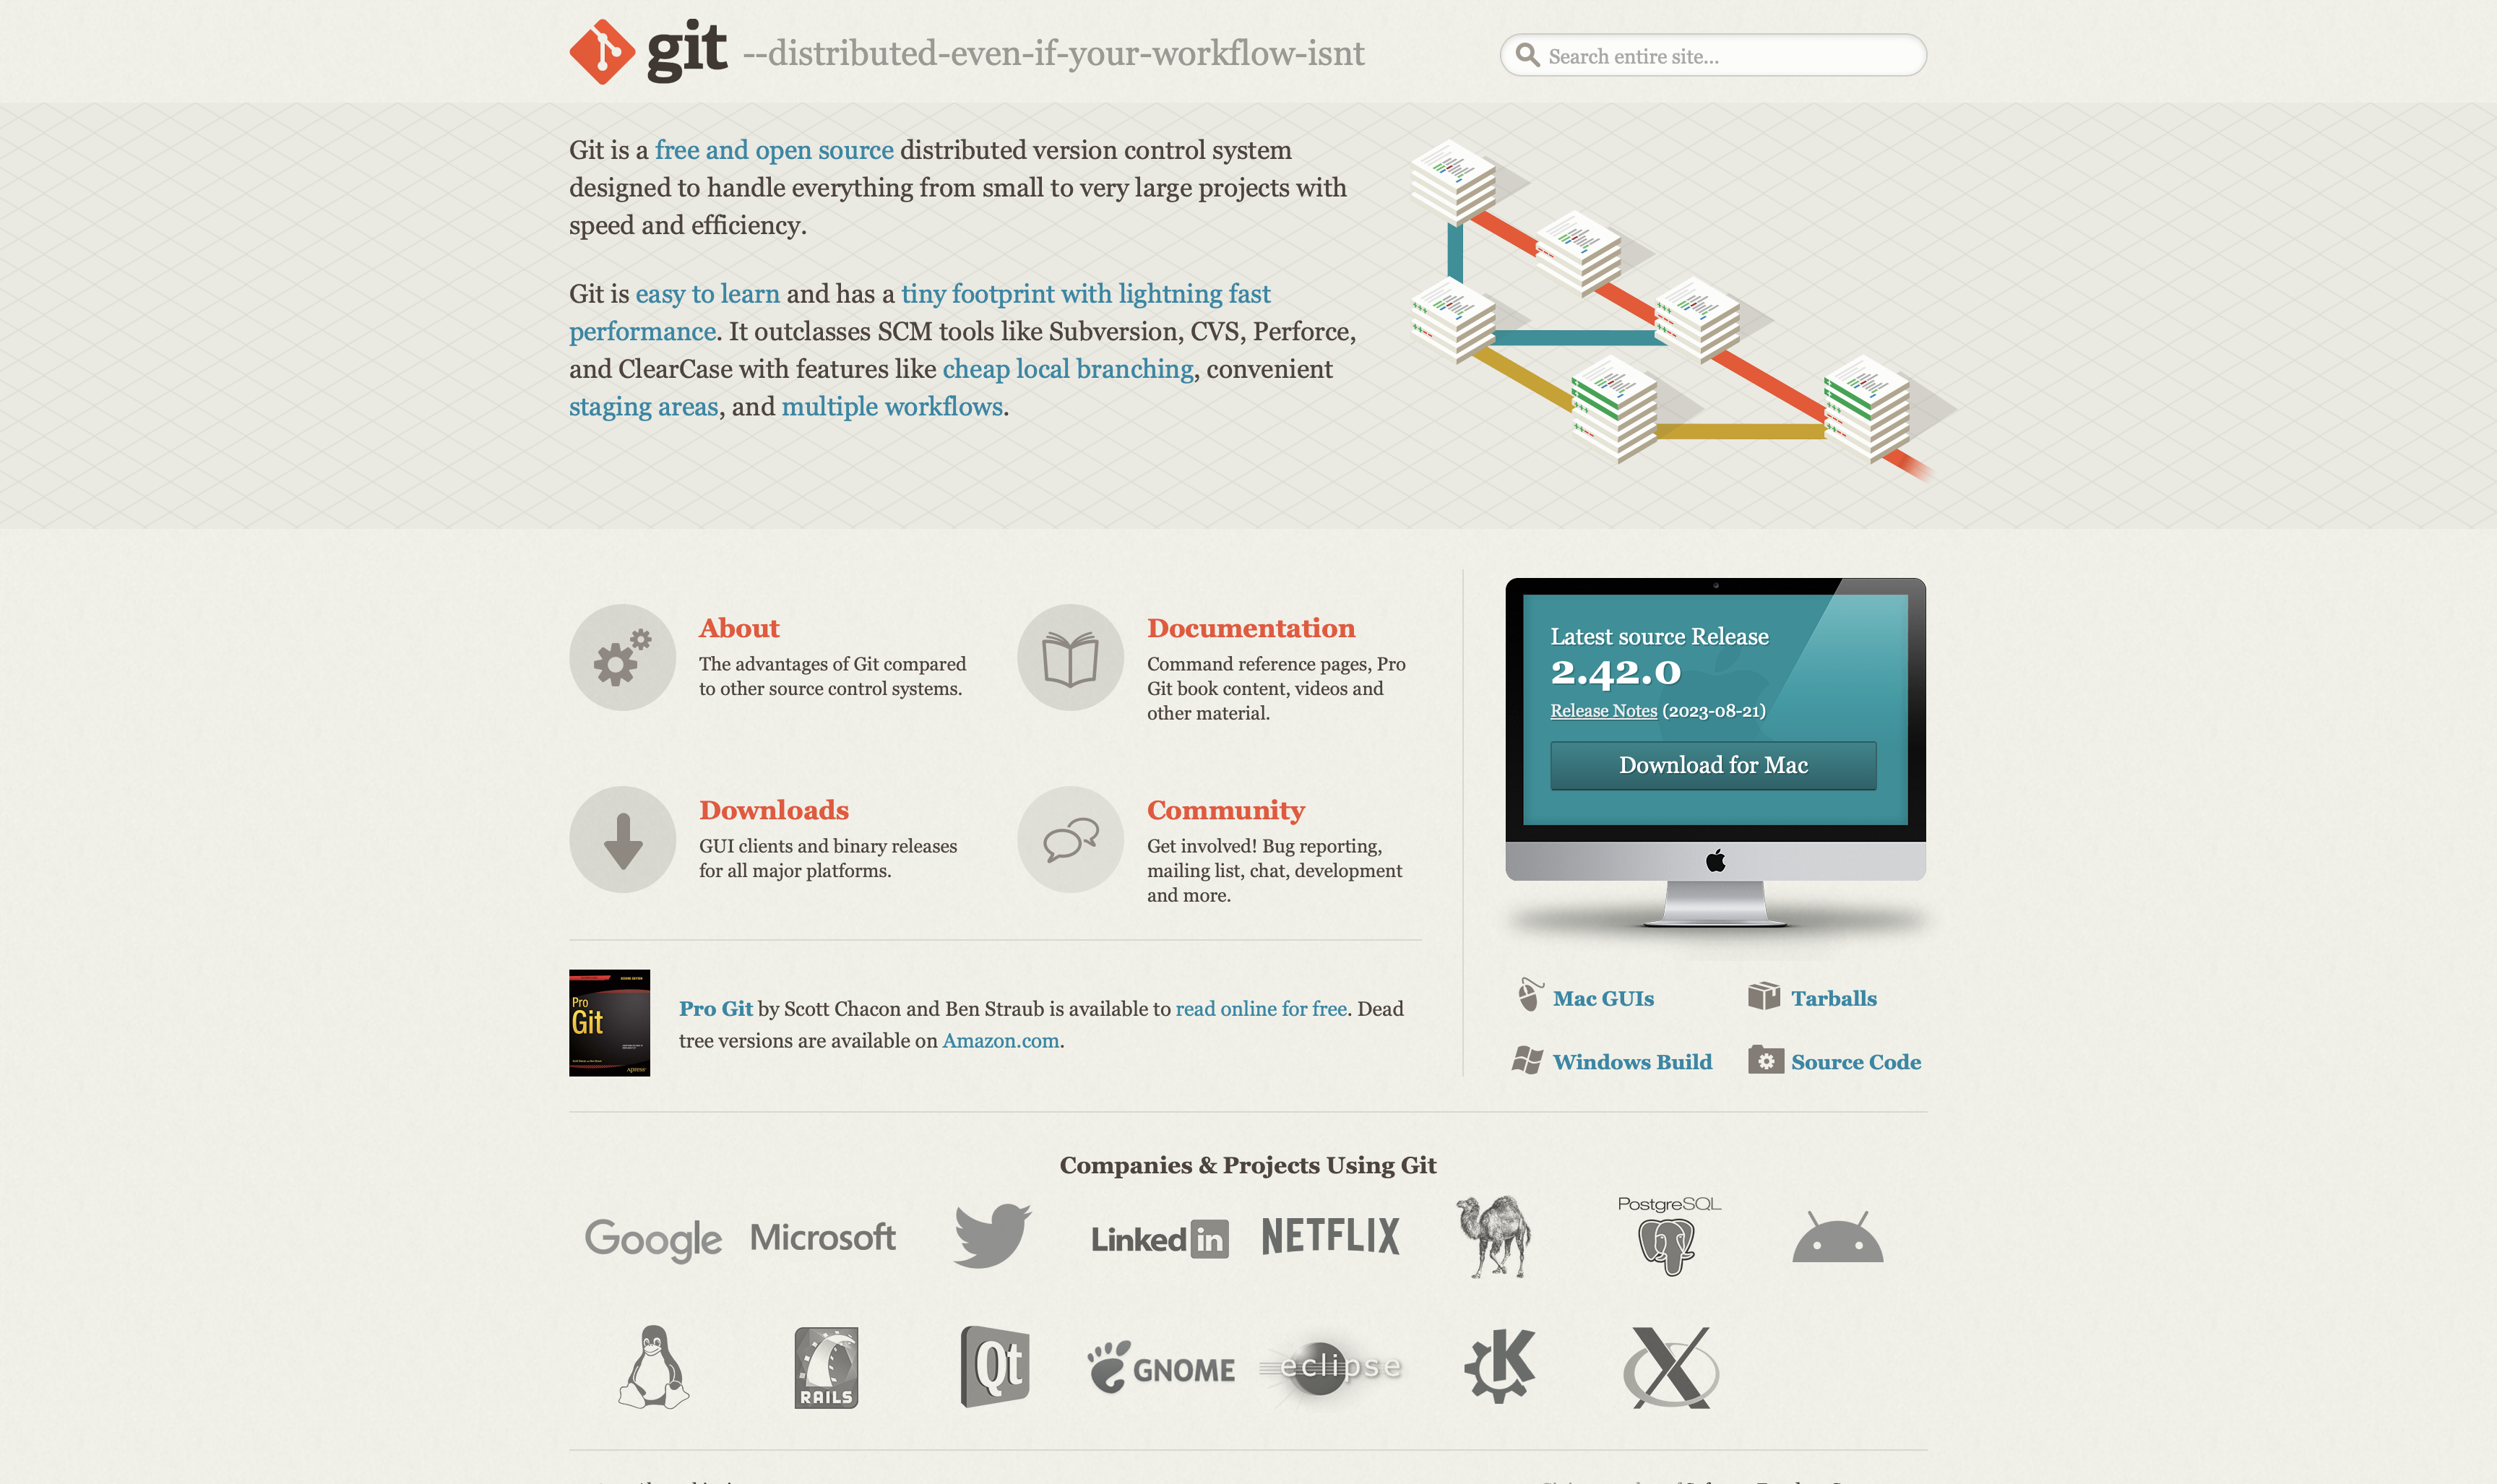 git --distributed-even-if-your-workflow-isnt
Search entire site...
Git is a free and open source distributed version control system
designed to handle everything from small to very large projects with
speed and efficiency.
Git is easy to learn and has a tiny footprint with lightning fast
performance. It outclasses SCM tools like Subversion, CVS, Perforce,
and ClearCase with features like cheap local branching, convenient
staging areas, and multiple workflows.
About
The advantages of Git compared
to other source control systems.
Documentation
Command reference pages, Pro
Git book content, videos and
other material.
Downloads
GUI clients and binary releases
for all major platforms.
Community
Get involved! Bug reporting,
mailing list, chat, development
and more.
Latest source Release
2.42.0
Release Notes (2023-08-21)
Download for Mac
Pro
Git
Apress
Pro Git by Scott Chacon and Ben Straub is available to read online for free. Dead
tree versions are available on Amazon.com.
Mac GUIs
Tarballs
Windows Build
Source Code
Companies & Projects Using Git
Google
Microsoft
Linked in
NETFLIX
PostgreSQL
RAILS
Qt
GNOME
eclipse
K
X